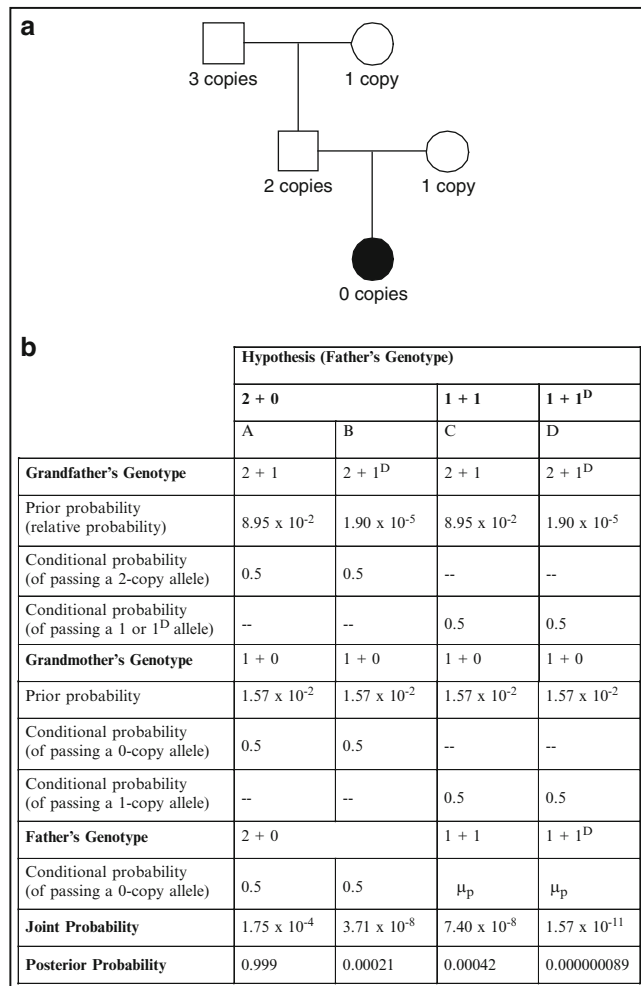 a
3 copies 1 copy
2 copies 1 copy
0 copies
b
Hypothesis (Father's Genotype)
2 + 0 1 + 1 1 + 1D
A B C D
Grandfather's Genotype 2 + 1 2 + 1D 2 + 1 2 + 1D
Prior probability
(relative probability) 8.95 x 10-2 1.90 x 10-5 8.95 x 10-2 1.90 x 10-5
Conditional probability
(of passing a 2-copy allele) 0.5 0.5 -- --
Conditional probability
(of passing a 1 or 1D allele) -- -- 0.5 0.5
Grandmother's Genotype 1 + 0 1 + 0 1 + 0 1 + 0
Prior probability 1.57 x 10-2 1.57 x 10-2 1.57 x 10-2 1.57 x 10-2
Conditional probability
(of passing a 0-copy allele) 0.5 0.5 -- --
Conditional probability
(of passing a 1-copy allele) -- -- 0.5 0.5
Father's Genotype 2 + 0 1 + 1 1 + 1D
Conditional probability
(of passing a 0-copy allele) 0.5 0.5 μp μp
Joint Probability 1.75 x 10-4 3.71 x 10-8 7.40 x 10-8 1.57 x 10-11
Posterior Probability 0.999 0.00021 0.00042 0.000000089